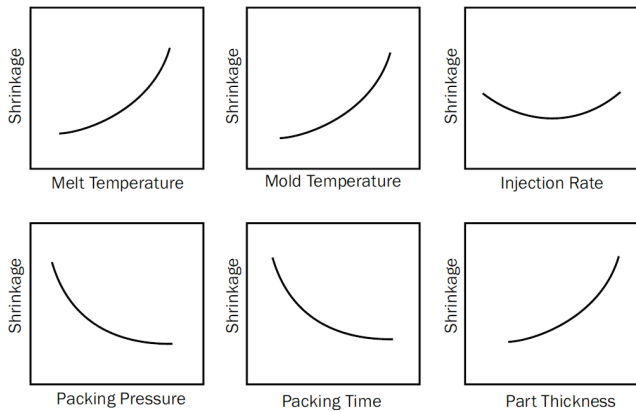 Shrinkage
Melt Temperature
Shrinkage
Mold Temperature
Shrinkage
Injection Rate
Shrinkage
Packing Pressure
Shrinkage
Packing Time
Shrinkage
Part Thickness